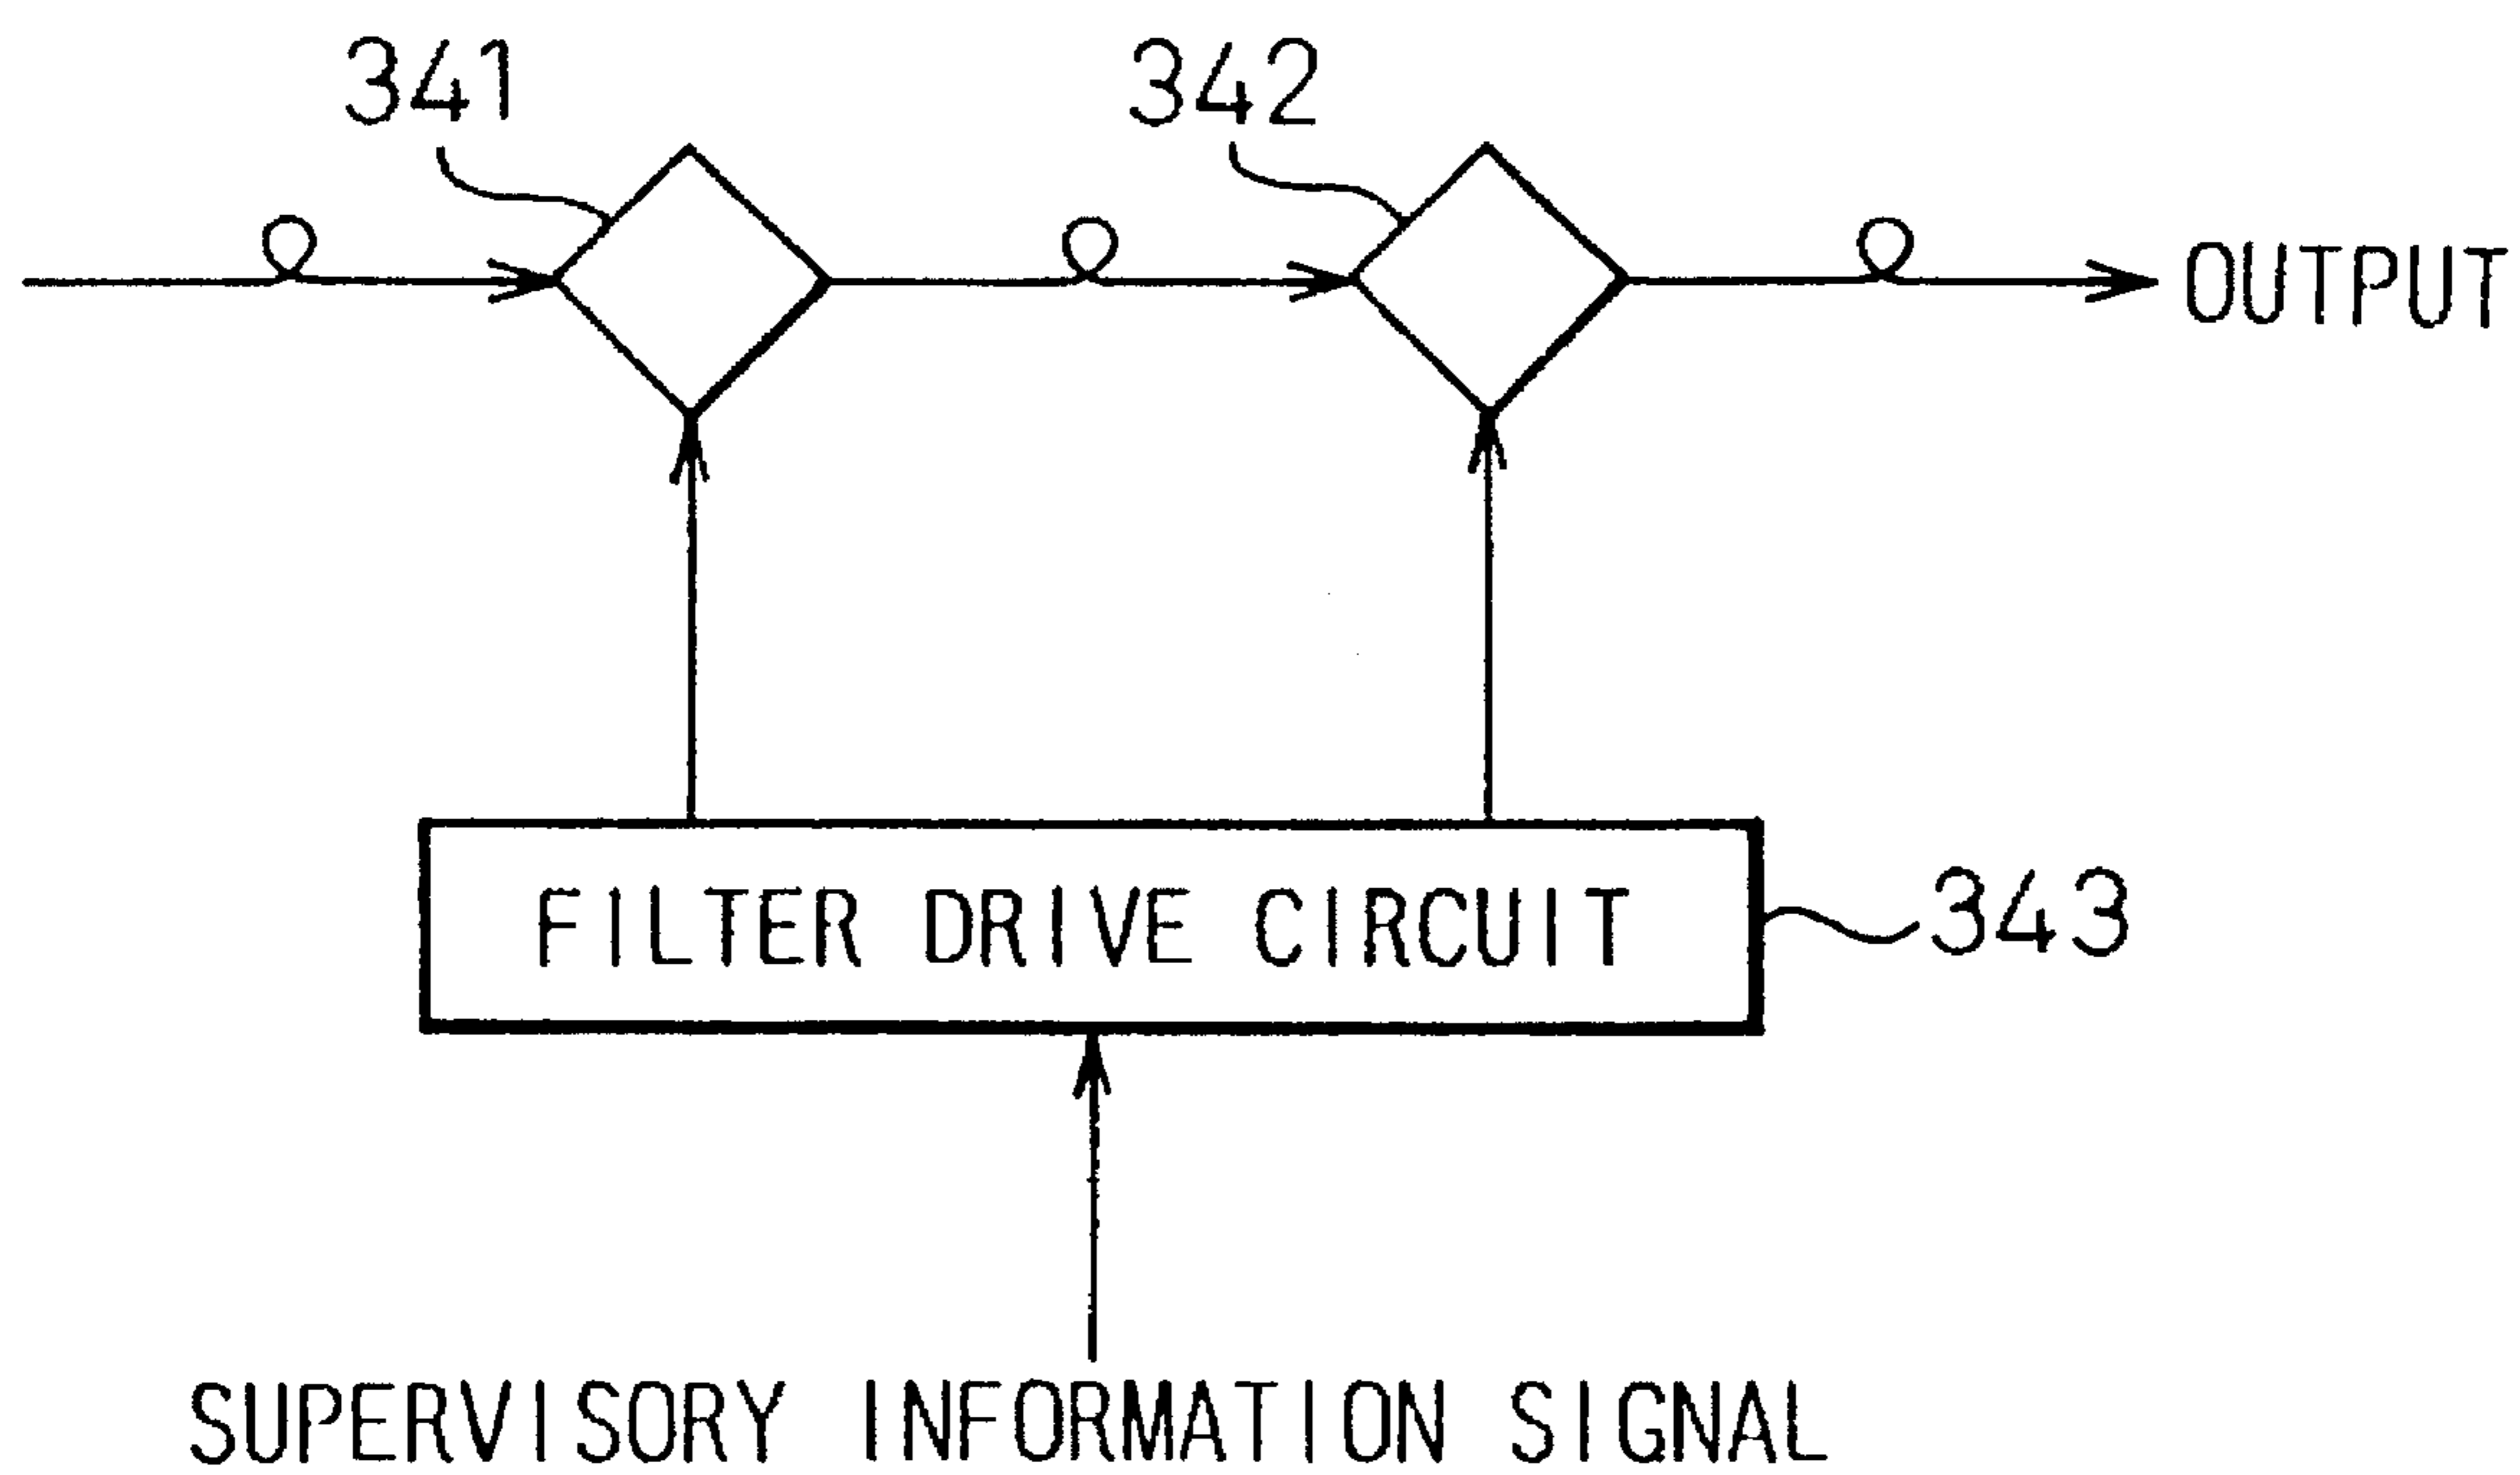 341
342
OUTPUT
FILTER DRIVE CIRCUIT
343
SUPERVISORY INFORMATION SIGNAL